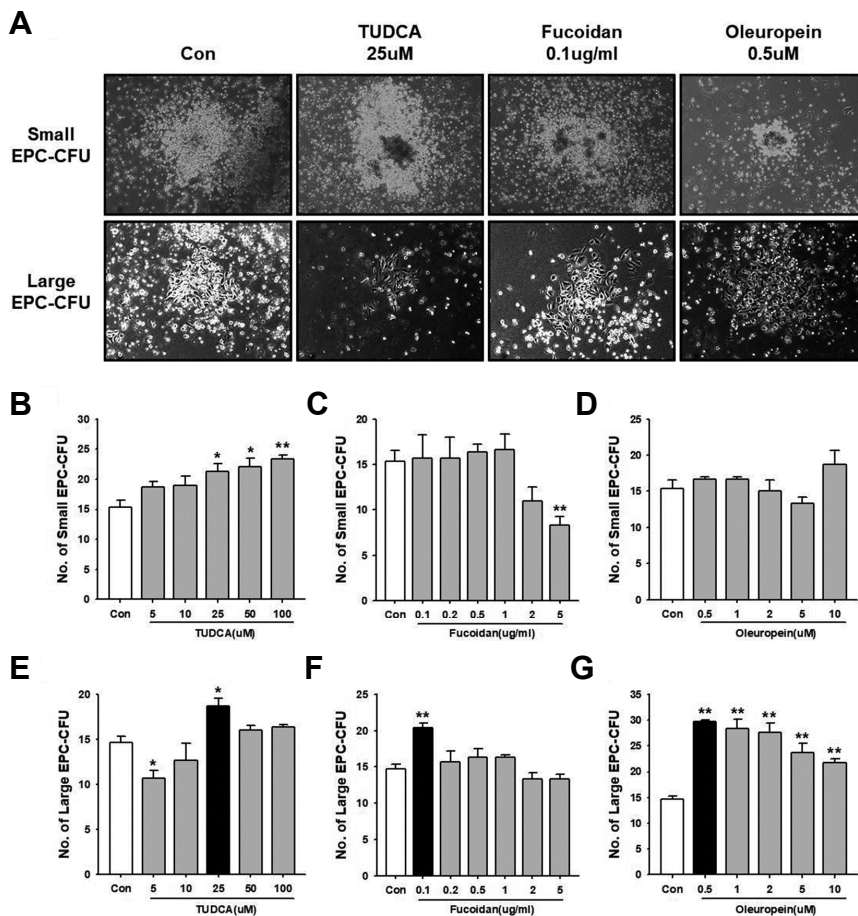 A
Con
TUDCA
25uM
Fucoidan
0.1ug/ml
Oleuropein
0.5uM
Small
EPC-CFU
Large
EPC-CFU
B
No. of Small EPC-CFU
30
25
20
15
10
5
0
* * **
Con 5 10 25 50 100
TUDCA(uM)
C
No. of Small EPC-CFU
20
15
10
5
0
**
Con 0.1 0.2 0.5 1 2 5
Fucoidan(ug/ml)
D
No. of Small EPC-CFU
25
20
15
10
5
0
Con 0.5 1 2 5 10
Oleuropein(uM)
E
No. of Large EPC-CFU
20
15
10
5
0
* *
Con 5 10 25 50 100
TUDCA(uM)
F
No. of Large EPC-CFU
25
20
15
10
5
0
**
Con 0.1 0.2 0.5 1 2 5
Fucoidan(ug/ml)
G
No. of Large EPC-CFU
35
30
25
20
15
10
5
0
** ** ** ** **
Con 0.5 1 2 5 10
Oleuropein(uM)